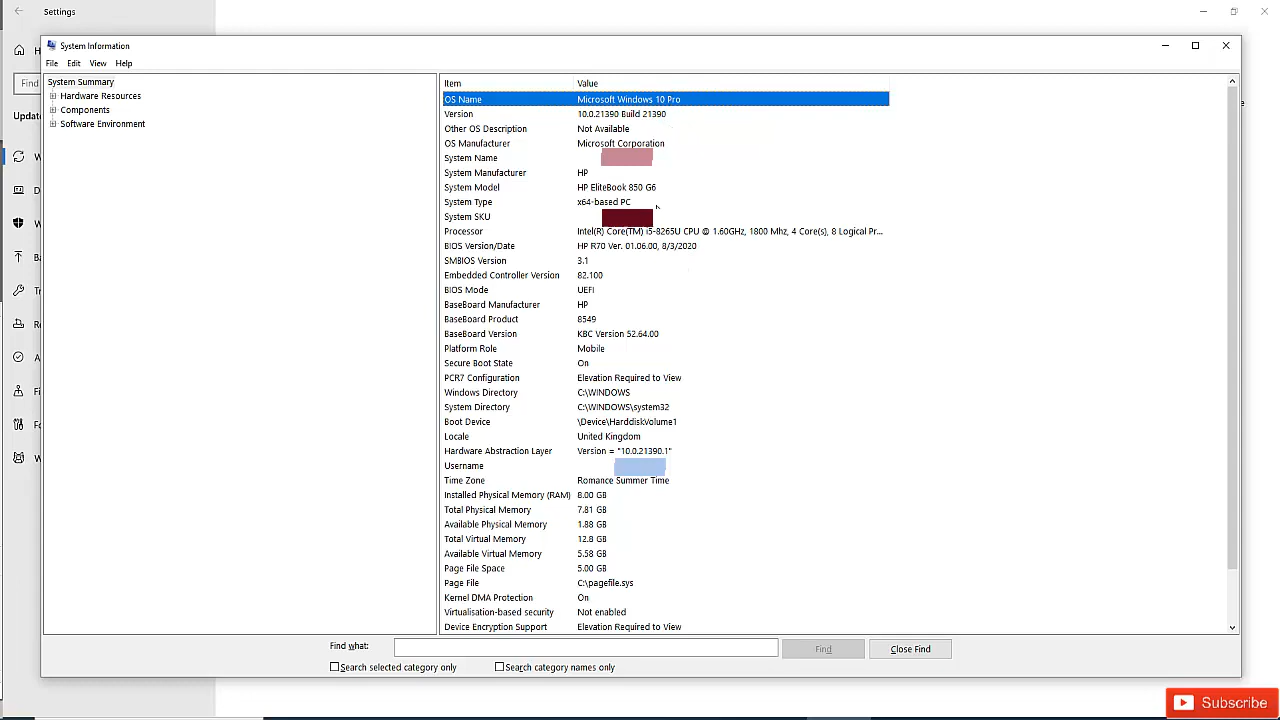 Settings
System Information
File Edit View Help
System Summary
Hardware Resources
Components
Software Environment
Item Value
OS Name Microsoft Windows 10 Pro
Version 10.0.21390 Build 21390
Other OS Description Not Available
OS Manufacturer Microsoft Corporation
System Name
System Manufacturer HP
System Model HP EliteBook 850 G6
System Type x64-based PC
System SKU
Processor Intel(R) Core(TM) i5-8265U CPU @ 1.60GHz, 1800 Mhz, 4 Core(s), 8 Logical Pr...
BIOS Version/Date HP R70 Ver. 01.06.00, 8/3/2020
SMBIOS Version 3.1
Embedded Controller Version 82.100
BIOS Mode UEFI
BaseBoard Manufacturer HP
BaseBoard Product 8549
BaseBoard Version KBC Version 52.64.00
Platform Role Mobile
Secure Boot State On
PCR7 Configuration Elevation Required to View
Windows Directory C:\WINDOWS
System Directory C:\WINDOWS\system32
Boot Device \Device\HarddiskVolume1
Locale United Kingdom
Hardware Abstraction Layer Version = "10.0.21390.1"
Username
Time Zone Romance Summer Time
Installed Physical Memory (RAM) 8.00 GB
Total Physical Memory 7.81 GB
Available Physical Memory 1.88 GB
Total Virtual Memory 12.8 GB
Available Virtual Memory 5.58 GB
Page File Space 5.00 GB
Page File C:\pagefile.sys
Kernel DMA Protection On
Virtualisation-based security Not enabled
Device Encryption Support Elevation Required to View
Find what: Find Close Find
Search selected category only Search category names only
Find
Subscribe